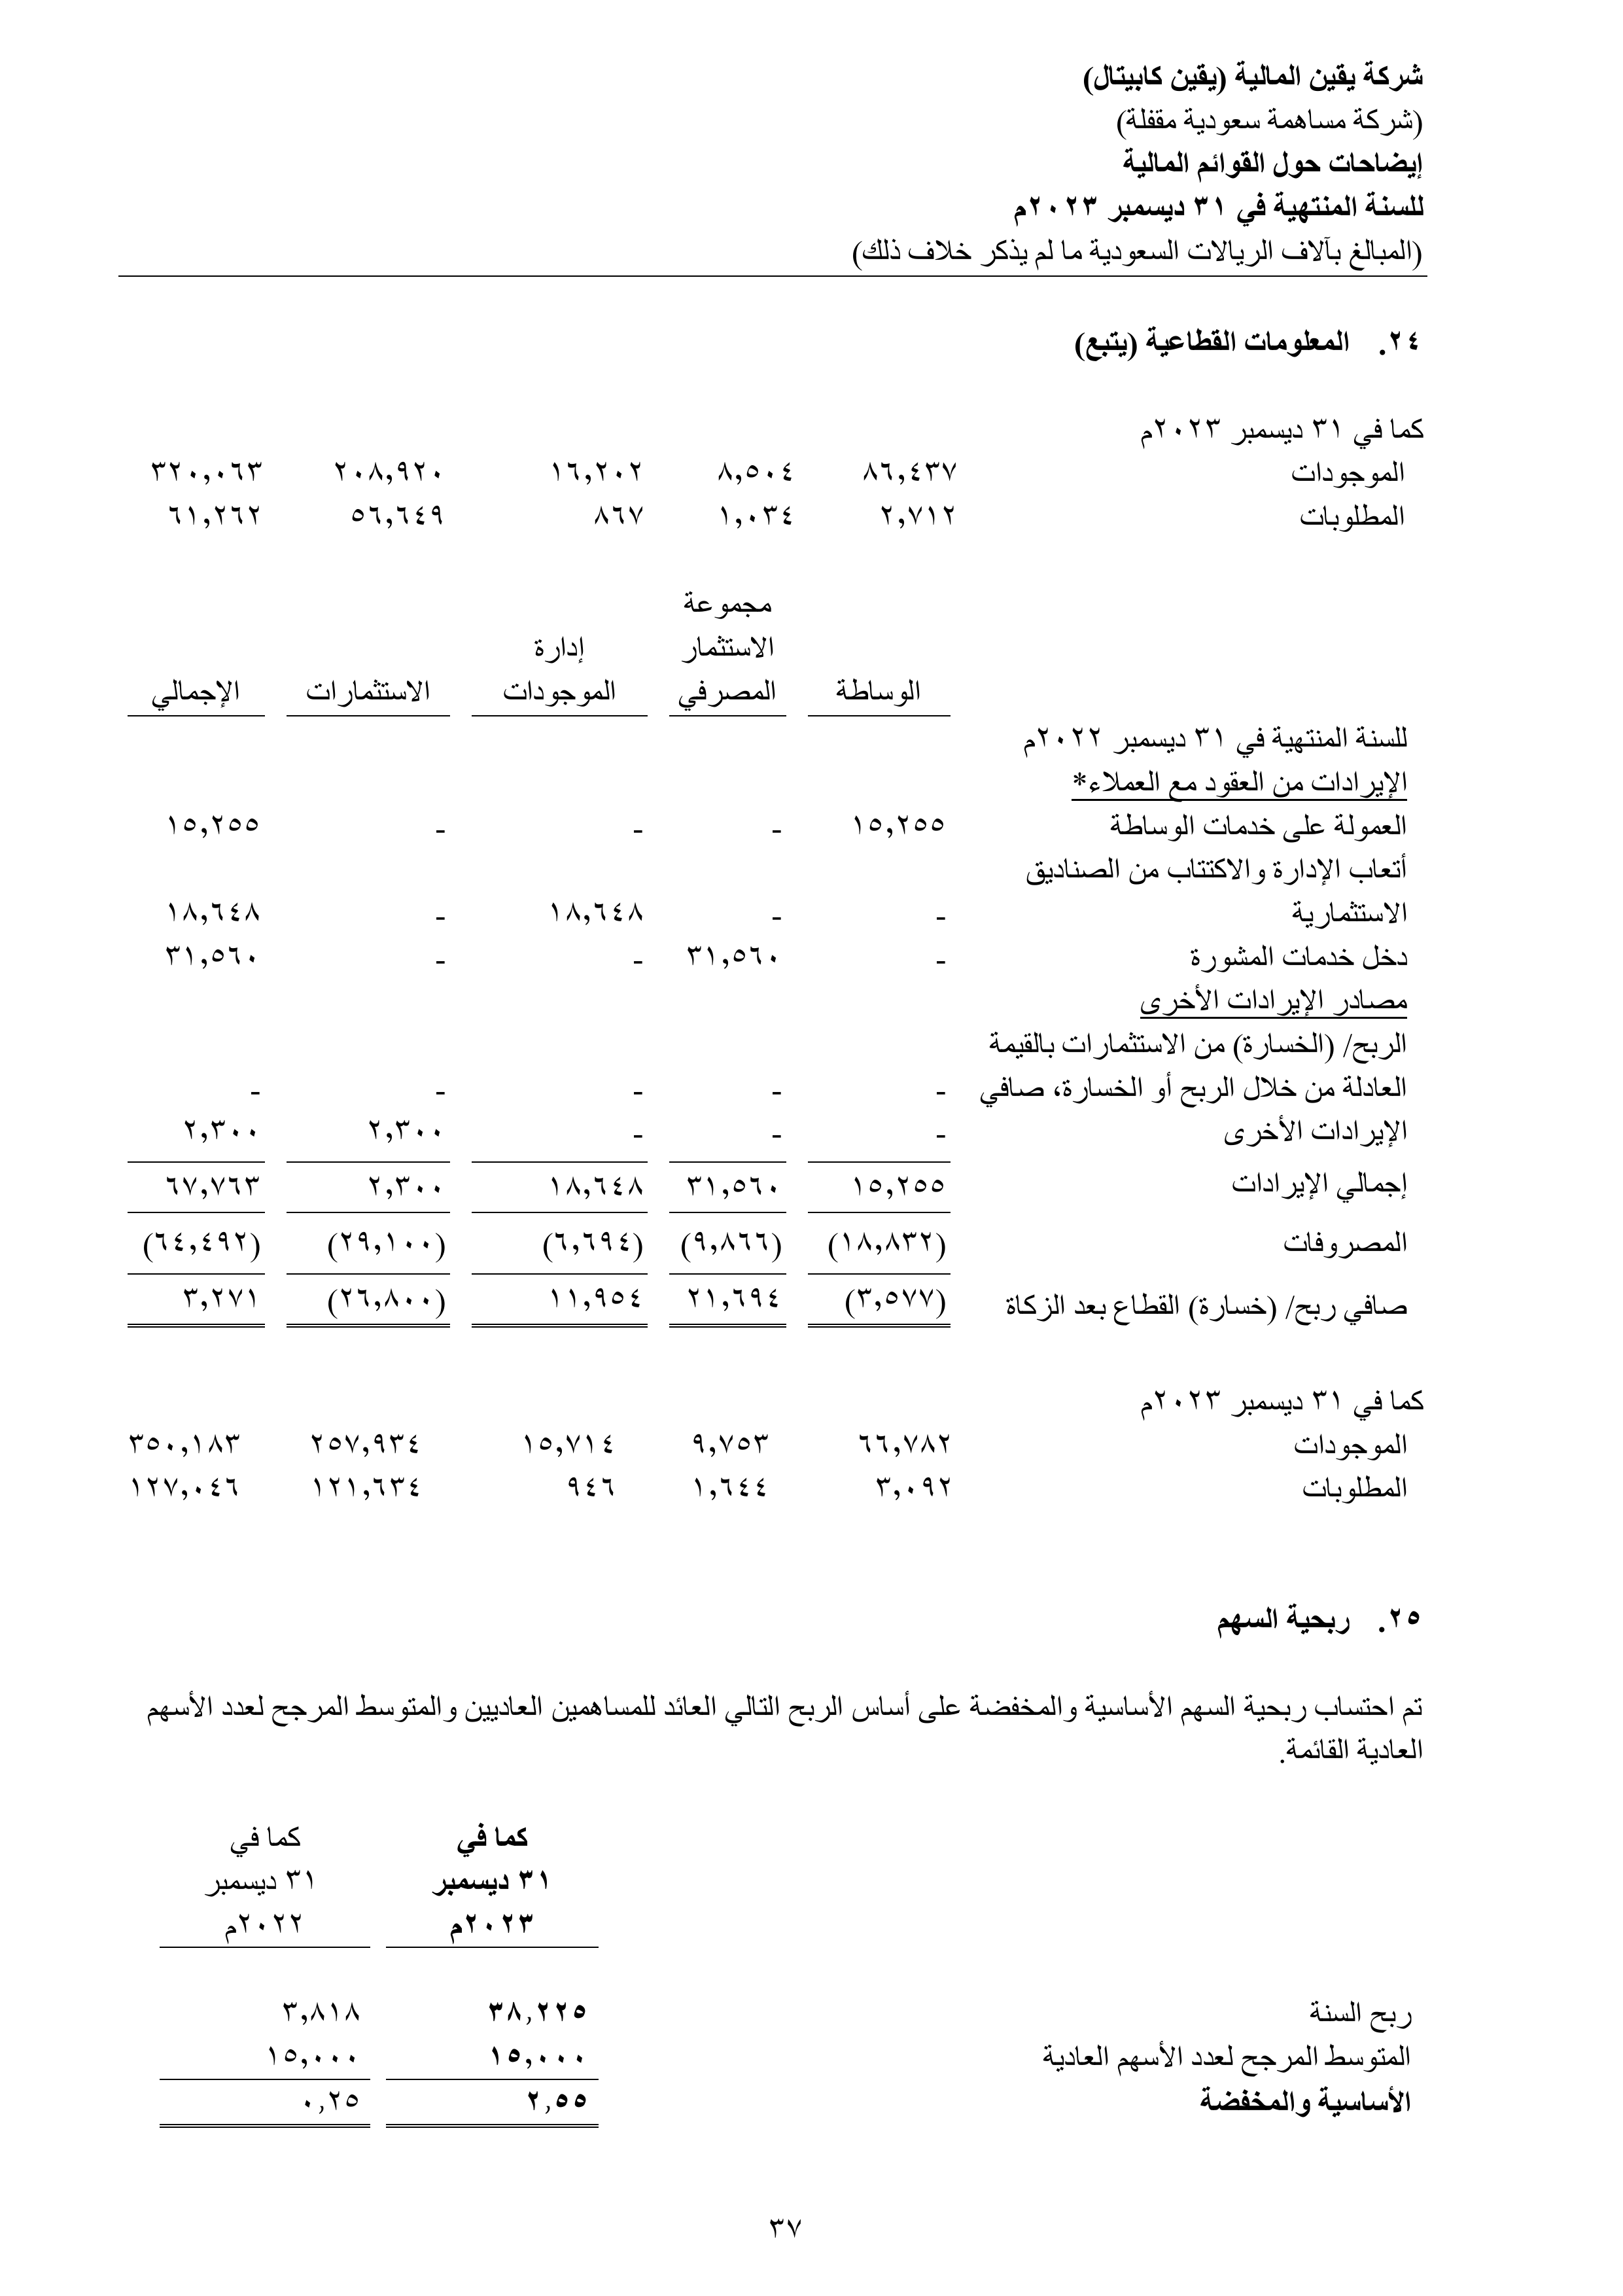 شركة يقين المالية (يقين كابيتال)
(شركة مساهمة سعودية مقفلة)
إيضاحات حول القوائم المالية
للسنة المنتهية في ٣١ ديسمبر ٢٠٢٣م
(المبالغ بآلاف الريالات السعودية ما لم يذكر خلاف ذلك)
٢٤. المعلومات القطاعية (يتبع)
كما في ٣١ ديسمبر ٢٠٢٣م
الموجودات ٨٦,٤٣٧ ٨,٥٠٤ ١٦,٢٠٢ ٢٠٨,٩٢٠ ٣٢٠,٠٦٣
المطلوبات ٢,٧١٢ ١,٠٣٤ ٨٦٧ ٥٦,٦٤٩ ٦١,٢٦٢
مجموعة
الاستثمار إدارة
الوساطة المصرفي الموجودات الاستثمارات الإجمالي
للسنة المنتهية في ٣١ ديسمبر ٢٠٢٢م
الإيرادات من العقود مع العملاء*
العمولة على خدمات الوساطة ١٥,٢٥٥ - - - ١٥,٢٥٥
أتعاب الإدارة والاكتتاب من الصناديق
الاستثمارية - - ١٨,٦٤٨ - ١٨,٦٤٨
دخل خدمات المشورة - ٣١,٥٦٠ - - ٣١,٥٦٠
مصادر الإيرادات الأخرى
الربح/ (الخسارة) من الاستثمارات بالقيمة
العادلة من خلال الربح أو الخسارة، صافي - - - - -
الإيرادات الأخرى - - - ٢,٣٠٠ ٢,٣٠٠
إجمالي الإيرادات ١٥,٢٥٥ ٣١,٥٦٠ ١٨,٦٤٨ ٢,٣٠٠ ٦٧,٧٦٣
المصروفات (١٨,٨٣٢) (٩,٨٦٦) (٦,٦٩٤) (٢٩,١٠٠) (٦٤,٤٩٢)
صافي ربح/ (خسارة) القطاع بعد الزكاة (٣,٥٧٧) ٢١,٦٩٤ ١١,٩٥٤ (٢٦,٨٠٠) ٣,٢٧١
كما في ٣١ ديسمبر ٢٠٢٣م
الموجودات ٦٦,٧٨٢ ٩,٧٥٣ ١٥,٧١٤ ٢٥٧,٩٣٤ ٣٥٠,١٨٣
المطلوبات ٣,٠٩٢ ١,٦٤٤ ٩٤٦ ١٢١,٦٣٤ ١٢٧,٠٤٦
٢٥. ربحية السهم
تم احتساب ربحية السهم الأساسية والمخفضة على أساس الربح التالي العائد للمساهمين العاديين والمتوسط المرجح لعدد الأسهم
العادية القائمة.
كما في كما في
٣١ ديسمبر ٣١ ديسمبر
٢٠٢٣م ٢٠٢٢م
ربح السنة ٣٨,٢٢٥ ٣,٨١٨
المتوسط المرجح لعدد الأسهم العادية ١٥,٠٠٠ ١٥,٠٠٠
الأساسية والمخفضة ٢,٥٥ ٠,٢٥
٣٧